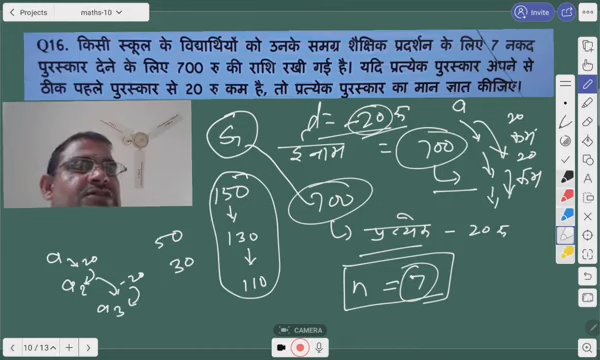 Projects
maths-10
Invite
Q16. किसी स्कूल के विद्यार्थियों को उनके समग्र शैक्षिक प्रदर्शन के लिए 7 नकद
पुरस्कार देने के लिए 700 रु की राशि रखी गई है। यदि प्रत्येक पुरस्कार अपने से
ठीक पहले पुरस्कार से 20 रु कम है, तो प्रत्येक पुरस्कार का मान ज्ञात कीजिए।
d = -20 रु
a
इनाम = 700
20
कम
20
कम
150
700
130
प्रत्येक - 20 रु
110
50
30
a 20
a2 -20
a3
n = 7
CAMERA
10 / 13